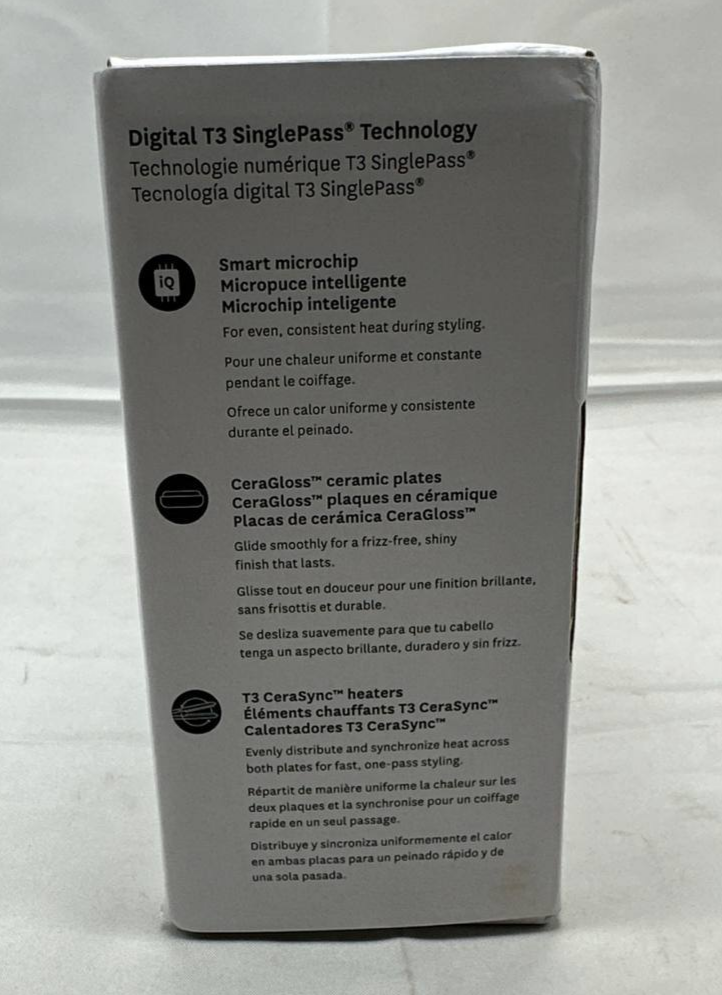 Digital T3 SinglePass® Technology
Technologie numérique T3 SinglePass®
Tecnología digital T3 SinglePass®
iQ
Smart microchip
Micropuce intelligente
Microchip inteligente
For even, consistent heat during styling.
Pour une chaleur uniforme et constante
pendant le coiffage.
Ofrece un calor uniforme y consistente
durante el peinado.
CeraGloss™ ceramic plates
CeraGloss™ plaques en céramique
Placas de cerámica CeraGloss™
Glide smoothly for a frizz-free, shiny
finish that lasts.
Glisse tout en douceur pour une finition brillante,
sans frisottis et durable.
Se desliza suavemente para que tu cabello
tenga un aspecto brillante, duradero y sin frizz.
T3 CeraSync™ heaters
Éléments chauffants T3 CeraSync™
Calentadores T3 CeraSync™
Evenly distribute and synchronize heat across
both plates for fast, one-pass styling.
Répartit de manière uniforme la chaleur sur les
deux plaques et la synchronise pour un coiffage
rapide en un seul passage.
Distribuye y sincroniza uniformemente el calor
en ambas placas para un peinado rápido y de
una sola pasada.